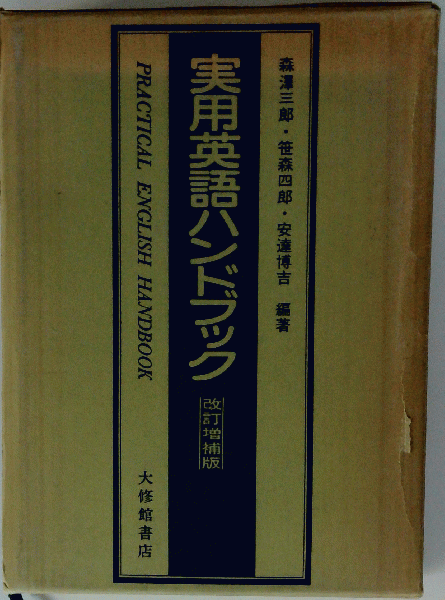 森澤三郎・笹森四郎・安達博吉 編著
実用英語ハンドブック
改訂増補版
PRACTICAL ENGLISH HANDBOOK
大修館書店